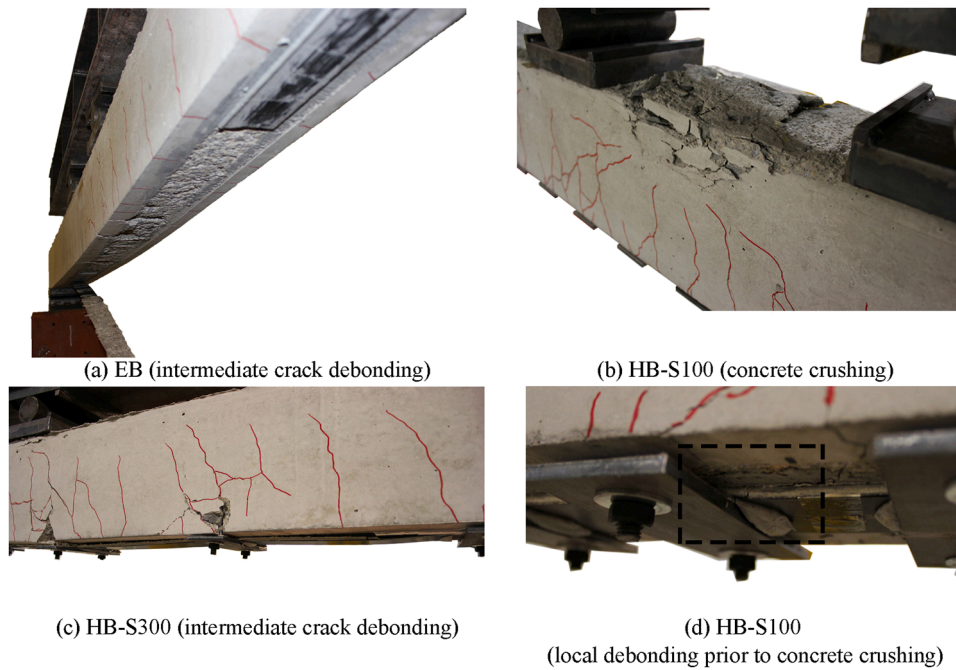 (a) EB (intermediate crack debonding)
(b) HB-S100 (concrete crushing)
(c) HB-S300 (intermediate crack debonding)
(d) HB-S100
(local debonding prior to concrete crushing)